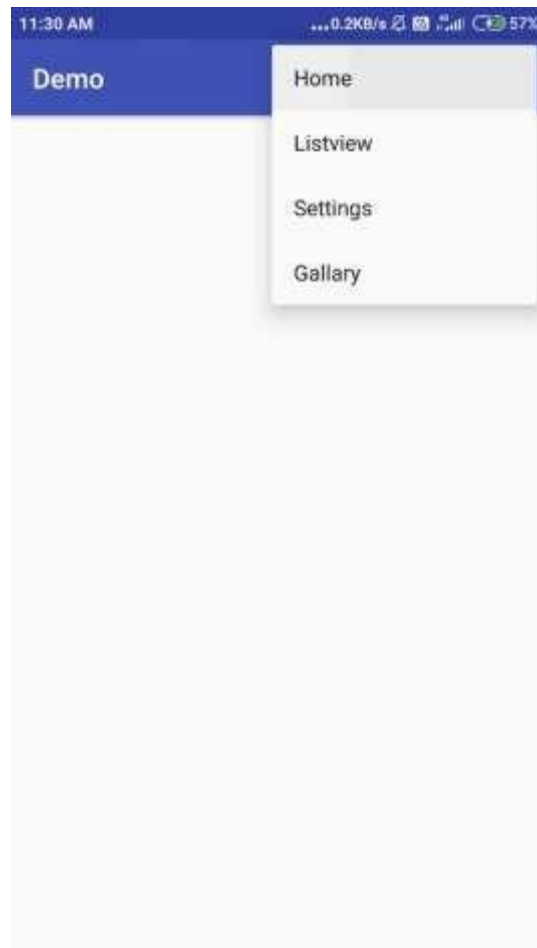 11:30 AM ...0.2KB/s 57%
Demo
Home
Listview
Settings
Gallary